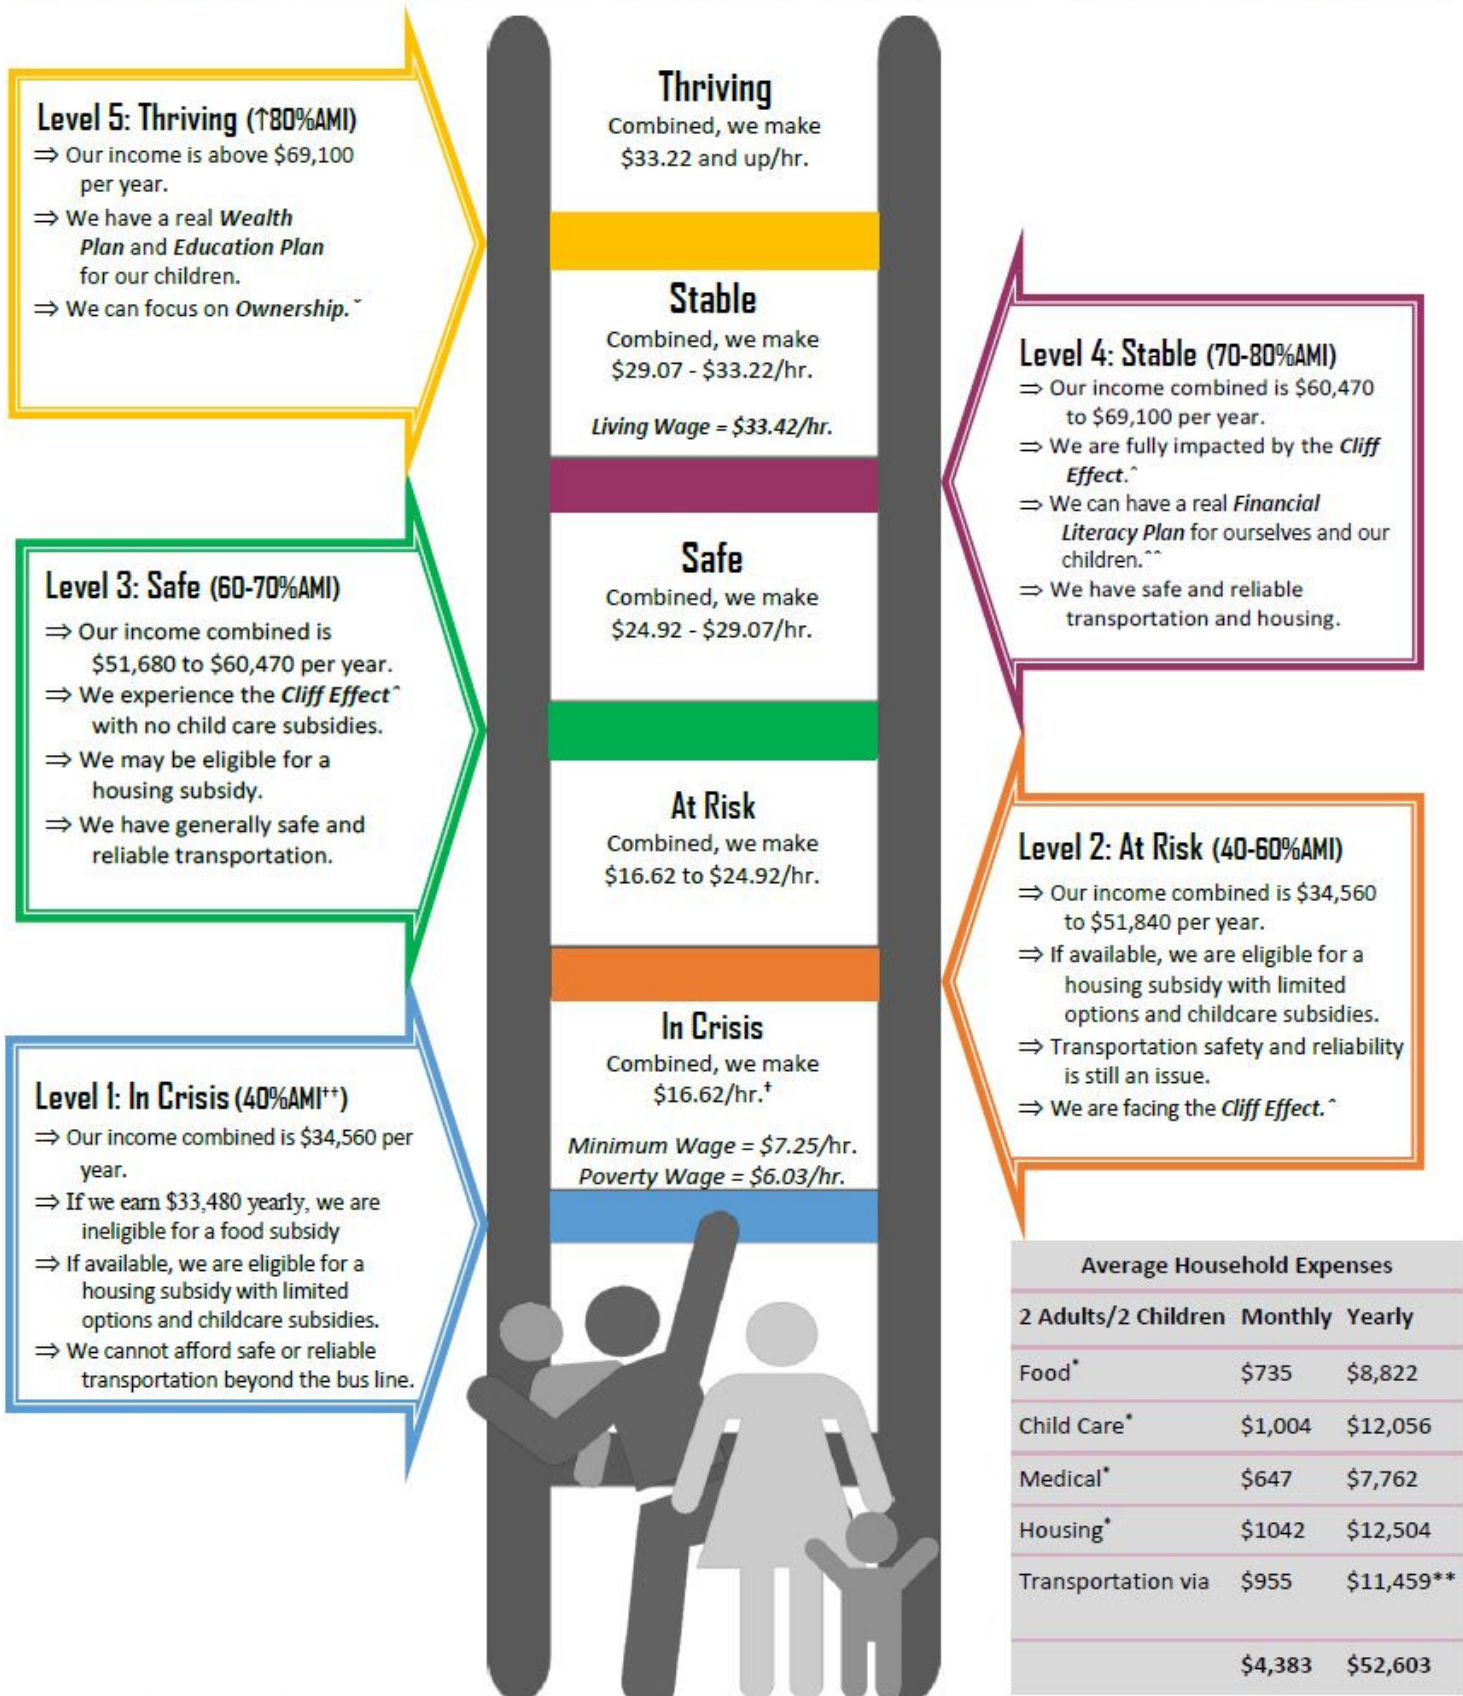 Level 5: Thriving (↑80%AMI)
⇒ Our income is above $69,100
per year.
⇒ We have a real Wealth
Plan and Education Plan
for our children.
⇒ We can focus on Ownership.ˇ
Thriving
Combined, we make
$33.22 and up/hr.
Stable
Combined, we make
$29.07 - $33.22/hr.
Living Wage = $33.42/hr.
Level 4: Stable (70-80%AMI)
⇒ Our income combined is $60,470
to $69,100 per year.
⇒ We are fully impacted by the Cliff
Effect.^
⇒ We can have a real Financial
Literacy Plan for ourselves and our
children.^^
⇒ We have safe and reliable
transportation and housing.
Level 3: Safe (60-70%AMI)
⇒ Our income combined is
$51,680 to $60,470 per year.
⇒ We experience the Cliff Effect^
with no child care subsidies.
⇒ We may be eligible for a
housing subsidy.
⇒ We have generally safe and
reliable transportation.
Safe
Combined, we make
$24.92 - $29.07/hr.
At Risk
Combined, we make
$16.62 to $24.92/hr.
Level 2: At Risk (40-60%AMI)
⇒ Our income combined is $34,560
to $51,840 per year.
⇒ If available, we are eligible for a
housing subsidy with limited
options and childcare subsidies.
⇒ Transportation safety and reliability
is still an issue.
⇒ We are facing the Cliff Effect.^
In Crisis
Combined, we make
$16.62/hr.†
Minimum Wage = $7.25/hr.
Poverty Wage = $6.03/hr.
Level 1: In Crisis (40%AMI††)
⇒ Our income combined is $34,560 per
year.
⇒ If we earn $33,480 yearly, we are
ineligible for a food subsidy
⇒ If available, we are eligible for a
housing subsidy with limited
options and childcare subsidies.
⇒ We cannot afford safe or reliable
transportation beyond the bus line.
Average Household Expenses
2 Adults/2 Children Monthly Yearly
Food* $735 $8,822
Child Care* $1,004 $12,056
Medical* $647 $7,762
Housing* $1042 $12,504
Transportation via $955 $11,459**
$4,383 $52,603